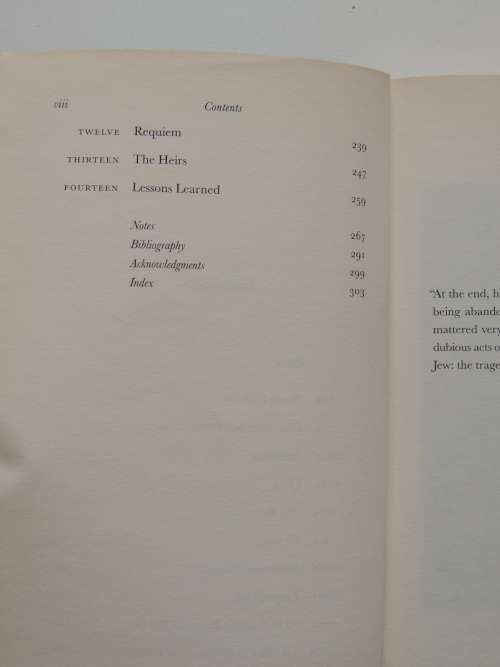 viii Contents
TWELVE Requiem 239
THIRTEEN The Heirs 247
FOURTEEN Lessons Learned 259
Notes 267
Bibliography 291
Acknowledgments 299
Index 303
“At the end, h
being abando
mattered very
dubious acts o
Jew: the trage